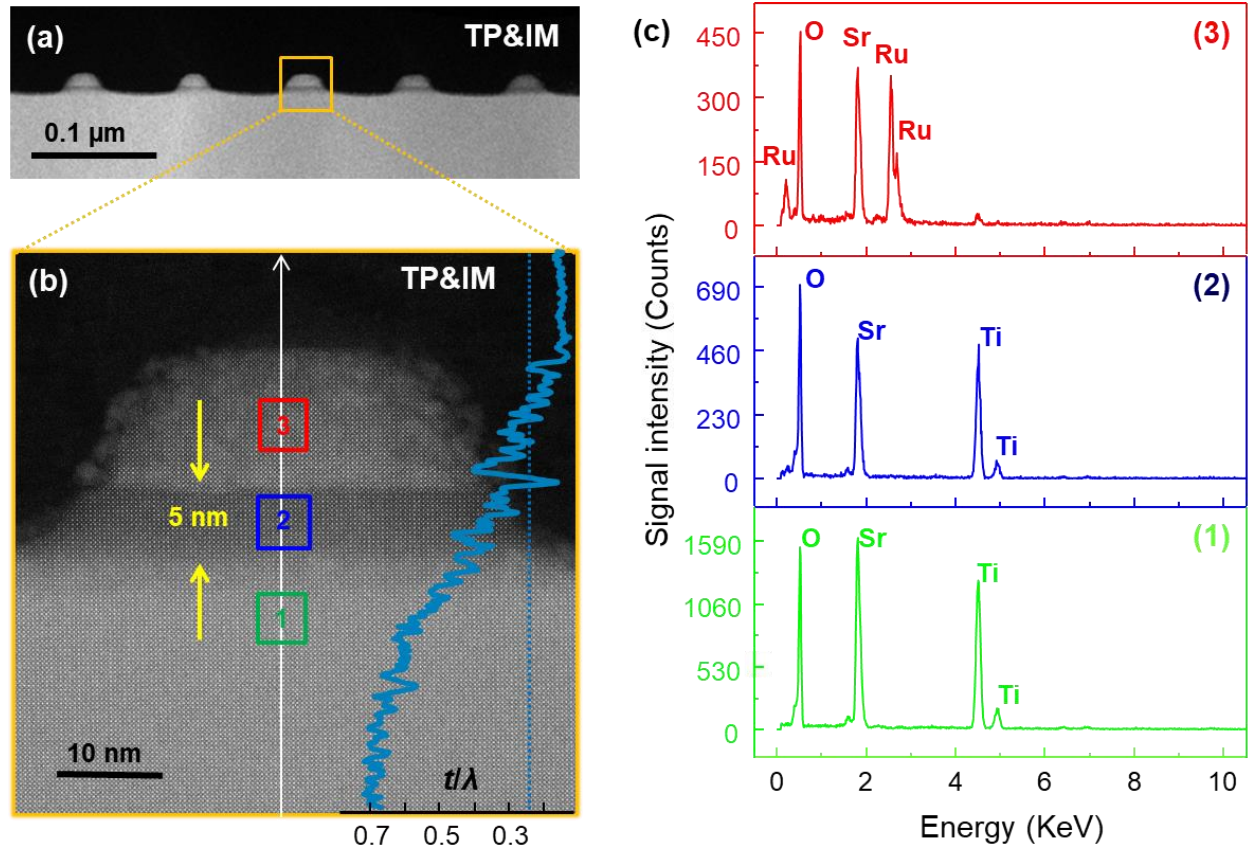 (a)
TP&IM
0.1 µm
(b)
TP&IM
3
5 nm
2
1
10 nm
t/λ
0.7 0.5 0.3
(c)
Signal intensity (Counts)
(3)
450
300
150
0
O
Sr
Ru
Ru
Ru
(2)
690
460
230
0
O
Sr
Ti
Ti
(1)
1590
1060
530
0
O
Sr
Ti
Ti
0 2 4 6 8 10
Energy (KeV)